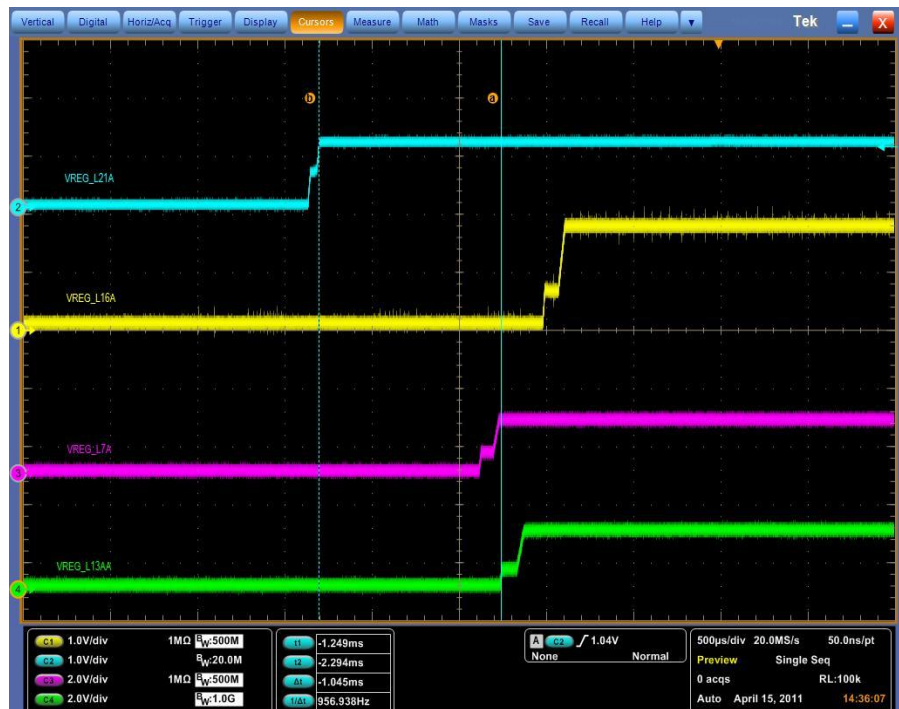 Vertical Digital Horiz/Acq Trigger Display Cursors Measure Math Masks Save Recall Help Tek X
b a
VREG_L21A
2
VREG_L16A
1
VREG_L7A
3
VREG_L13AA
4
C1 1.0V/div 1MΩ BW:500M
C2 1.0V/div BW:20.0M
C3 2.0V/div 1MΩ BW:500M
C4 2.0V/div BW:1.0G
t1 -1.249ms
t2 -2.294ms
Δt -1.045ms
1/Δt 956.938Hz
A C2 1.04V
None Normal
500µs/div 20.0MS/s 50.0ns/pt
Preview Single Seq
0 acqs RL:100k
Auto April 15, 2011 14:36:07